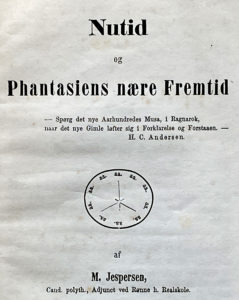 Nutid
og
Phantasiens nære Fremtid
— Spørg det nye Aarhundredes Musa, i Ragnarok,
naar det nye Gimle løfter sig i Forklarelse og Forstaaen. —
H. C. Andersen.
af
M. Jespersen,
Cand. polyth., Adjunct ved Rønne h. Realskole.